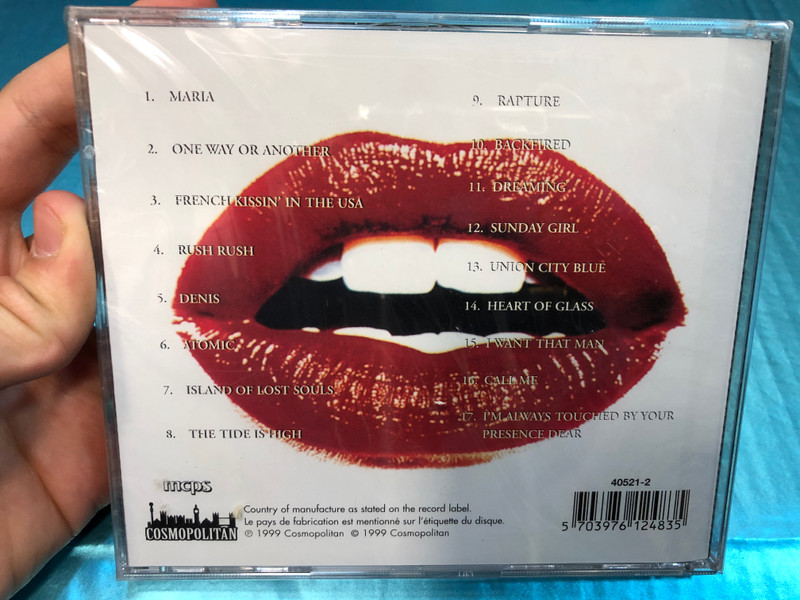 1. MARIA
2. ONE WAY OR ANOTHER
3. FRENCH KISSIN' IN THE USA
4. RUSH RUSH
5. DENIS
6. ATOMIC
7. ISLAND OF LOST SOULS
8. THE TIDE IS HIGH
9. RAPTURE
10. BACKFIRED
11. DREAMING
12. SUNDAY GIRL
13. UNION CITY BLUE
14. HEART OF GLASS
15. I WANT THAT MAN
16. CALL ME
17. I'M ALWAYS TOUCHED BY YOUR
PRESENCE DEAR
mcps
COSMOPOLITAN
Country of manufacture as stated on the record label.
Le pays de fabrication est mentionné sur l'étiquette du disque.
℗ 1999 Cosmopolitan © 1999 Cosmopolitan
40521-2
5 703976 124835